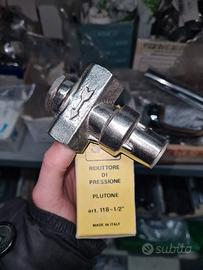 RIDUTTORE DI
PRESSIONE
PLUTONE
art. 118 - 1/2"
MADE IN ITALY
subito